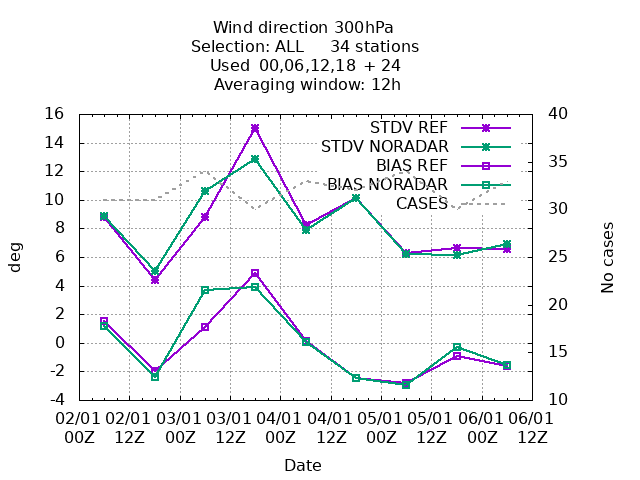 Wind direction 300hPa
Selection: ALL 34 stations
Used 00,06,12,18 + 24
Averaging window: 12h
16 40
14
12 35
10 30
8
6 25
4
2 20
0
-2 15
-4 10
STDV REF
STDV NORADAR
BIAS REF
BIAS NORADAR
CASES
deg
No cases
02/01 02/01 03/01 03/01 04/01 04/01 05/01 05/01 06/01 06/01
00Z 12Z 00Z 12Z 00Z 12Z 00Z 12Z 00Z 12Z
Date